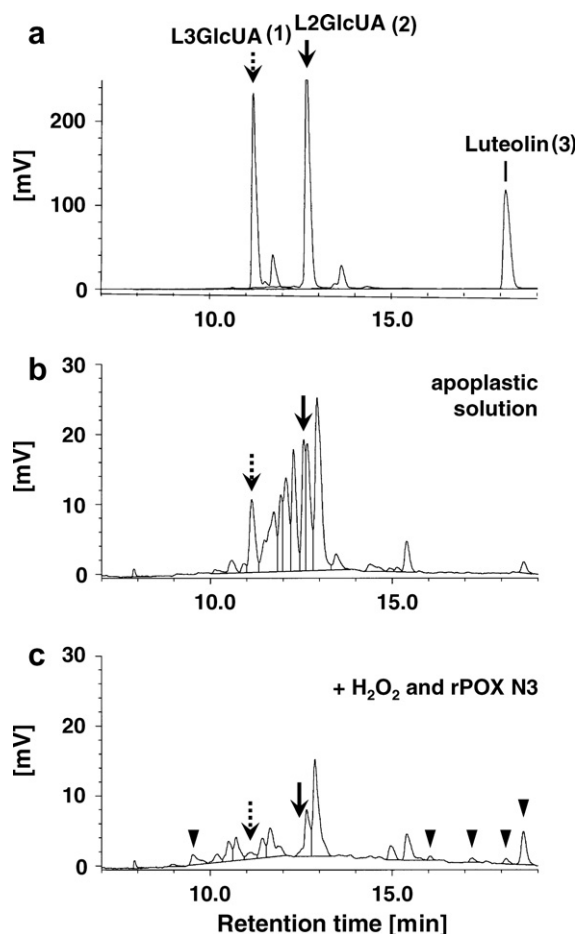 a
L3GlcUA (1)
L2GlcUA (2)
Luteolin (3)
[mV]
200
100
0
10.0
15.0
b
apoplastic
solution
[mV]
30
20
10
0
10.0
15.0
c
+ H₂O₂ and rPOX N3
[mV]
30
20
10
0
10.0
15.0
Retention time [min]